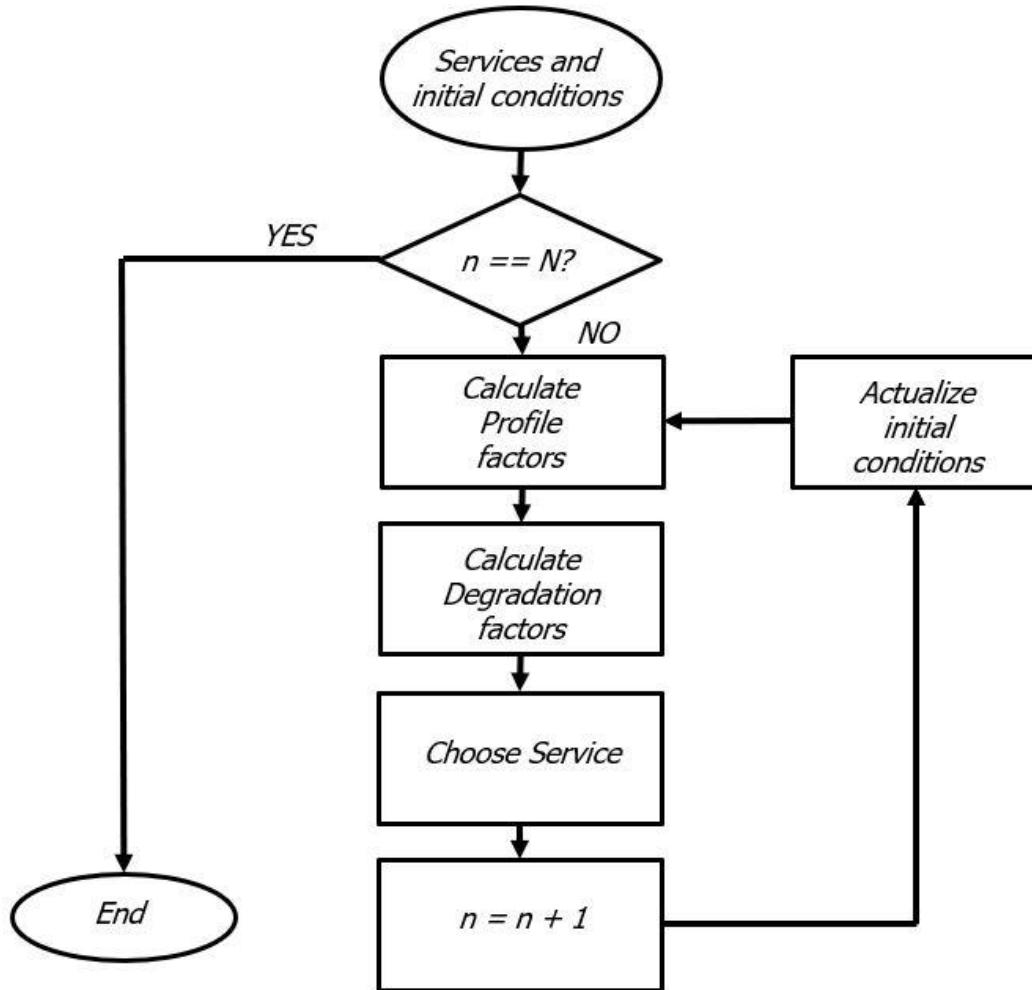 Services and
initial conditions
YES
n == N?
NO
Calculate
Profile
factors
Actualize
initial
conditions
Calculate
Degradation
factors
Choose Service
End
n = n + 1